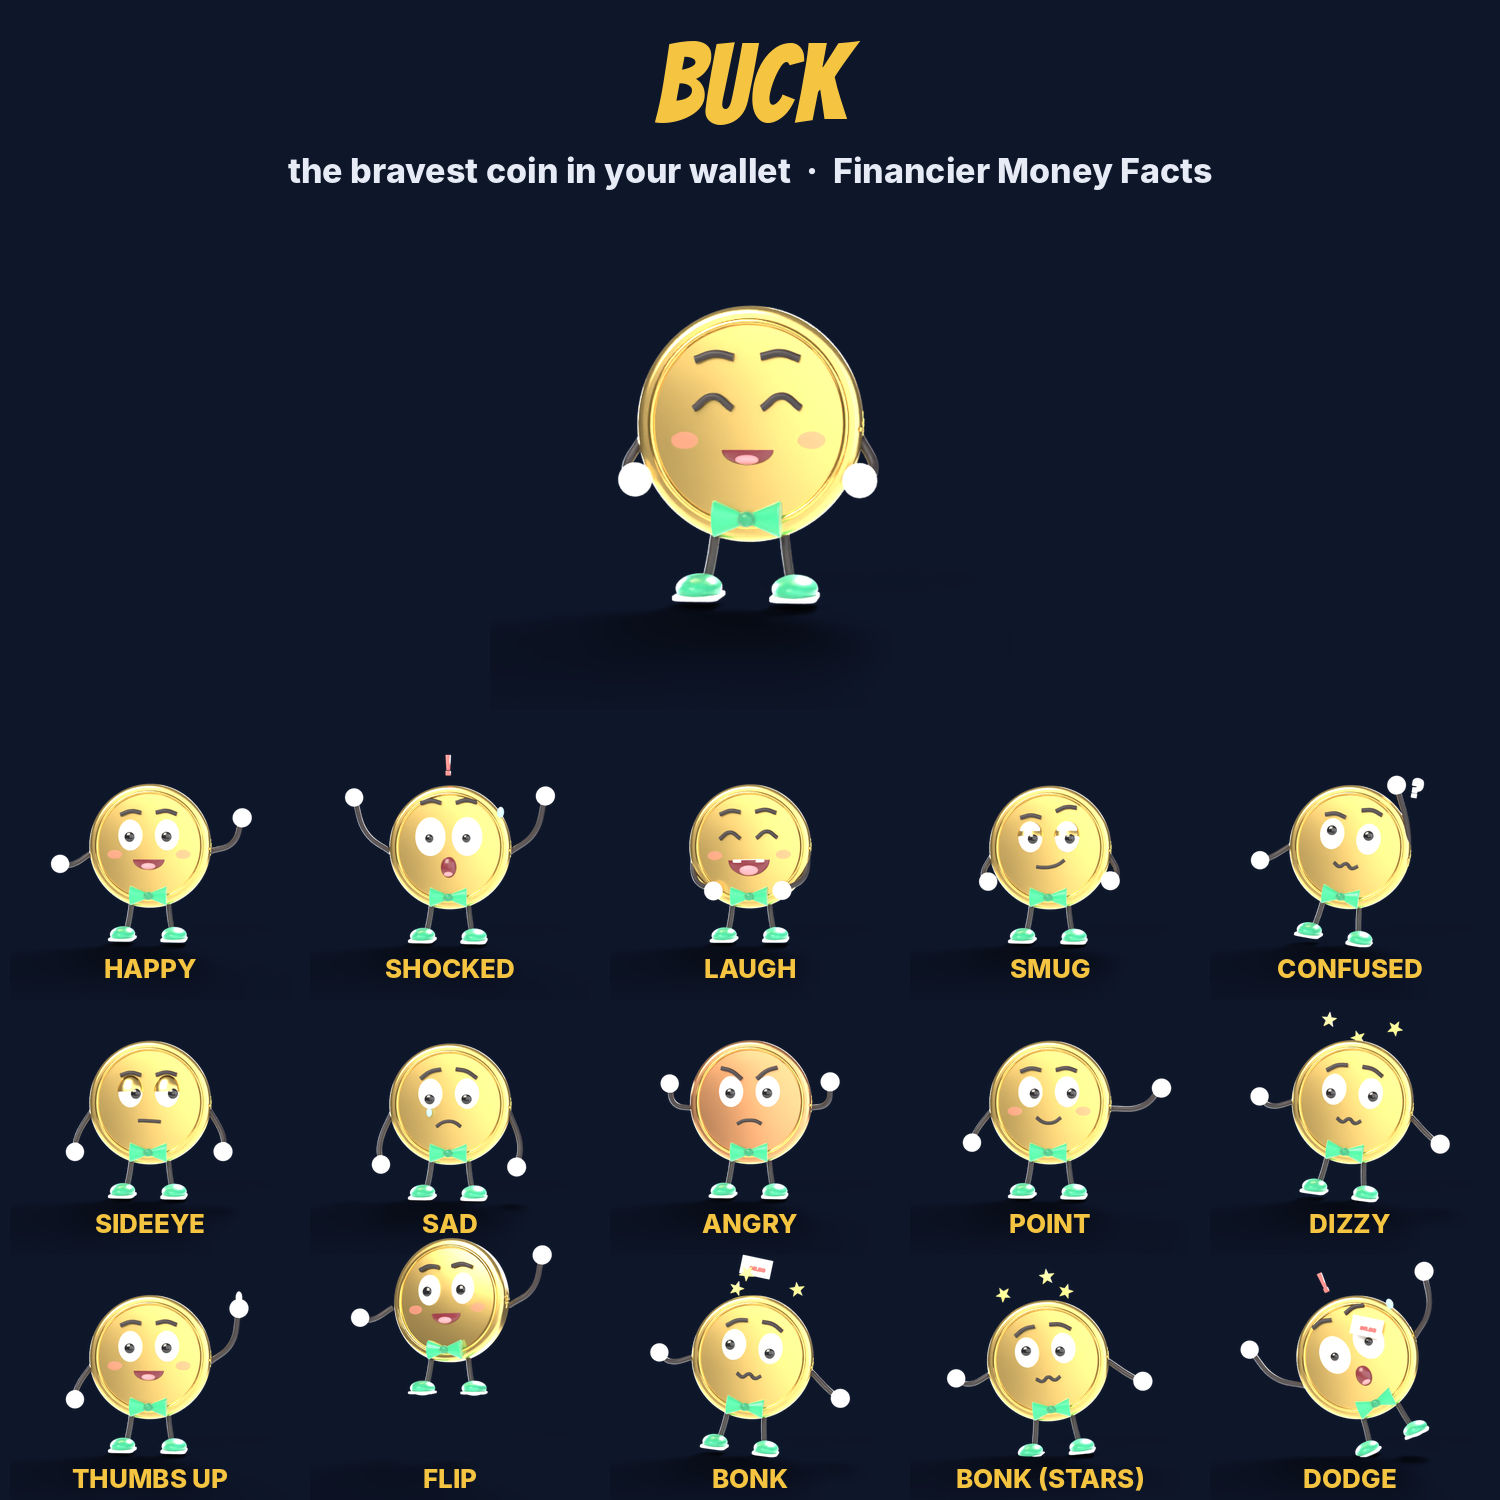 BUCK
the bravest coin in your wallet · Financier Money Facts
!
?
HAPPY
SHOCKED
LAUGH
SMUG
CONFUSED
SIDEEYE
SAD
ANGRY
POINT
DIZZY
!
THUMBS UP
FLIP
BONK
BONK (STARS)
DODGE